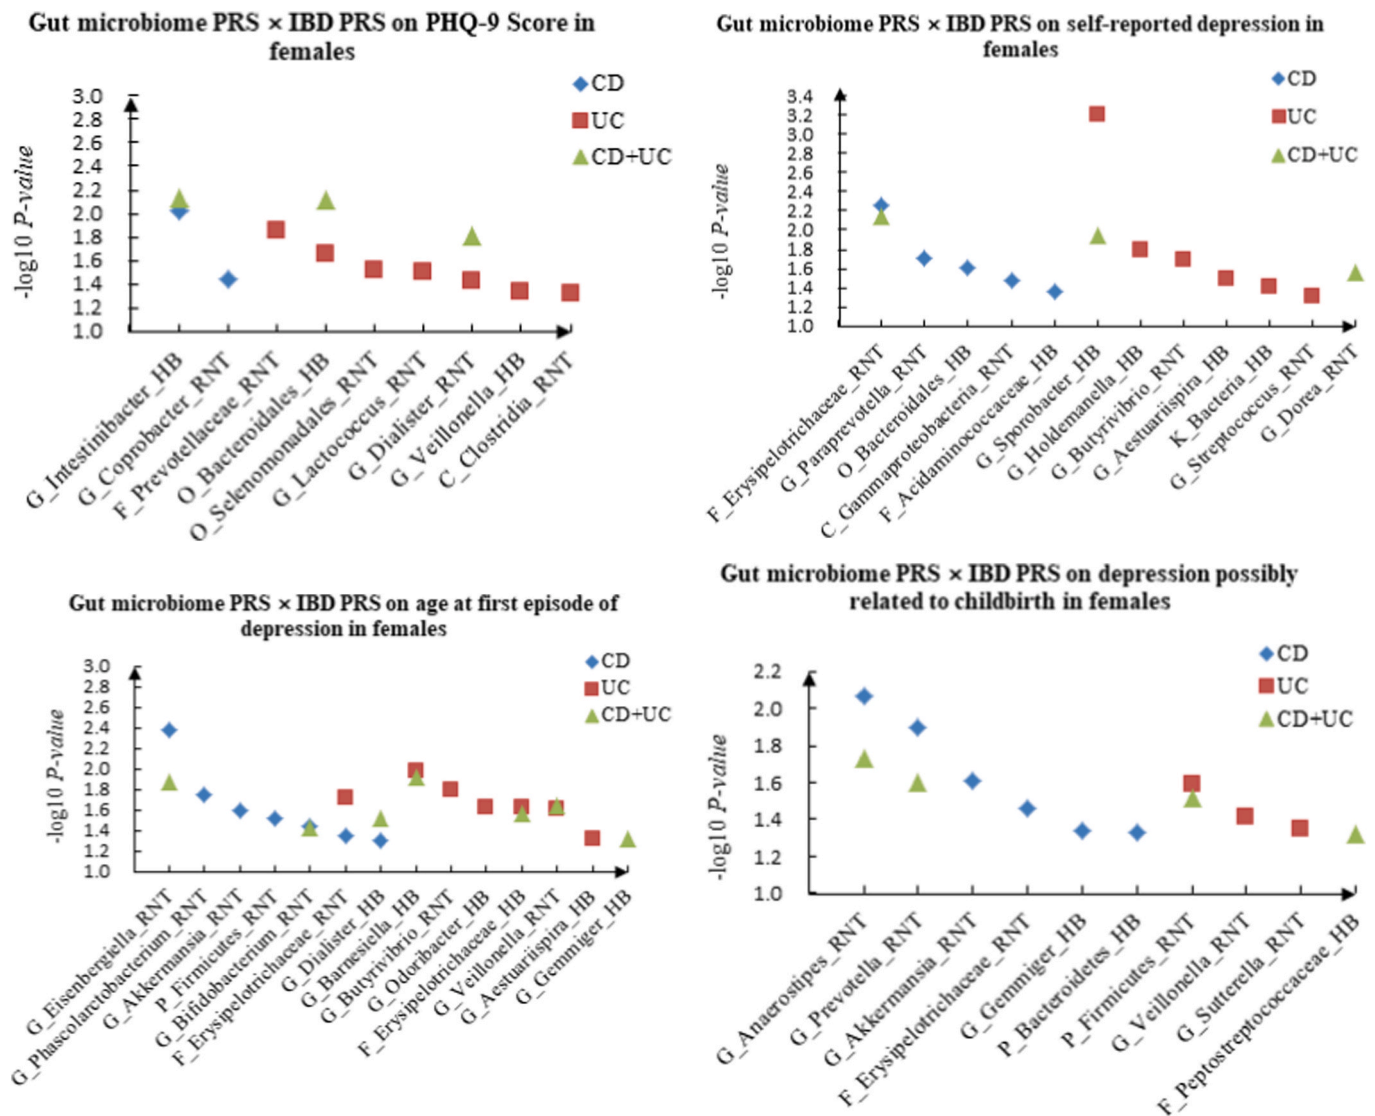 Gut microbiome PRS × IBD PRS on PHQ-9 Score in
females
CD
UC
CD+UC
-log10 P-value
3.0
2.8
2.6
2.4
2.2
2.0
1.8
1.6
1.4
1.2
1.0
G_Intestinibacter_HB
G_Coprobacter_RNT
F_Prevotellaceae_RNT
O_Bacteroidales_HB
O_Selenomonadales_RNT
G_Lactococcus_RNT
G_Dialister_RNT
G_Veillonella_HB
C_Clostridia_RNT
Gut microbiome PRS × IBD PRS on self-reported depression in
females
CD
UC
CD+UC
-log10 P-value
3.4
3.2
3.0
2.8
2.6
2.4
2.2
2.0
1.8
1.6
1.4
1.2
1.0
F_Erysipelotrichaceae_RNT
G_Paraprevotella_RNT
O_Bacteroidales_HB
C_Gammaproteobacteria_RNT
F_Acidaminococcaceae_HB
G_Sporobacter_HB
G_Holdemanella_HB
G_Butyrivibrio_RNT
G_Aestuariispira_HB
K_Bacteria_HB
G_Streptococcus_RNT
G_Dorea_RNT
Gut microbiome PRS × IBD PRS on age at first episode of
depression in females
CD
UC
CD+UC
-log10 P-value
3.0
2.8
2.6
2.4
2.2
2.0
1.8
1.6
1.4
1.2
1.0
G_Eisenbergiella_RNT
G_Phascolarctobacterium_RNT
G_Akkermansia_RNT
P_Firmicutes_RNT
G_Bifidobacterium_RNT
F_Erysipelotrichaceae_RNT
G_Dialister_HB
G_Barnesiella_HB
G_Butyrivibrio_RNT
G_Odoribacter_HB
F_Erysipelotrichaceae_HB
G_Veillonella_RNT
G_Aestuariispira_HB
G_Gemmiger_HB
Gut microbiome PRS × IBD PRS on depression possibly
related to childbirth in females
CD
UC
CD+UC
-log10 P-value
2.2
2.0
1.8
1.6
1.4
1.2
1.0
G_Anaerostipes_RNT
G_Prevotella_RNT
G_Akkermansia_RNT
F_Erysipelotrichaceae_RNT
G_Gemmiger_HB
P_Bacteroidetes_HB
P_Firmicutes_RNT
G_Veillonella_RNT
G_Sutterella_RNT
F_Peptostreptococcaceae_HB